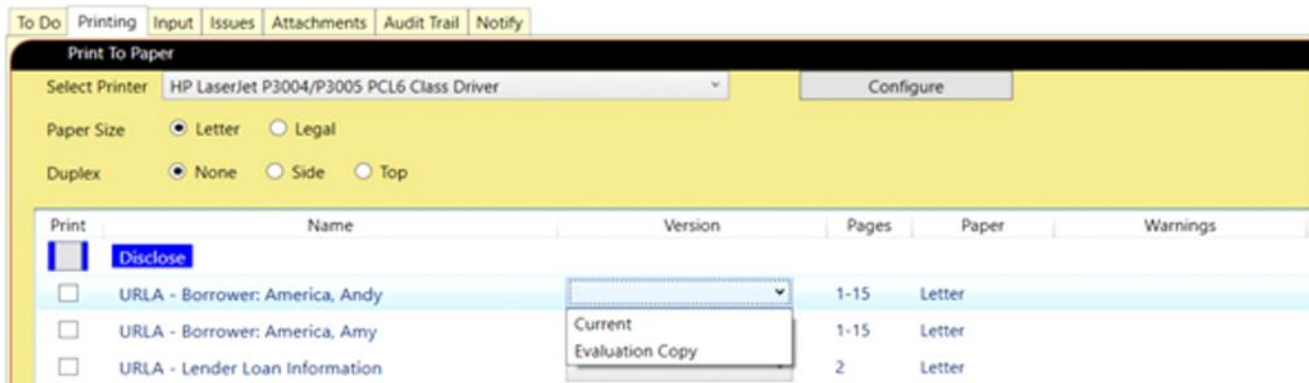 To Do Printing Input Issues Attachments Audit Trail Notify
Print To Paper
Select Printer HP LaserJet P3004/P3005 PCL6 Class Driver Configure
Paper Size Letter Legal
Duplex None Side Top
Print Name Version Pages Paper Warnings
Disclose
URLA - Borrower: America, Andy 1-15 Letter
Current
URLA - Borrower: America, Amy 1-15 Letter
Evaluation Copy
URLA - Lender Loan Information 2 Letter